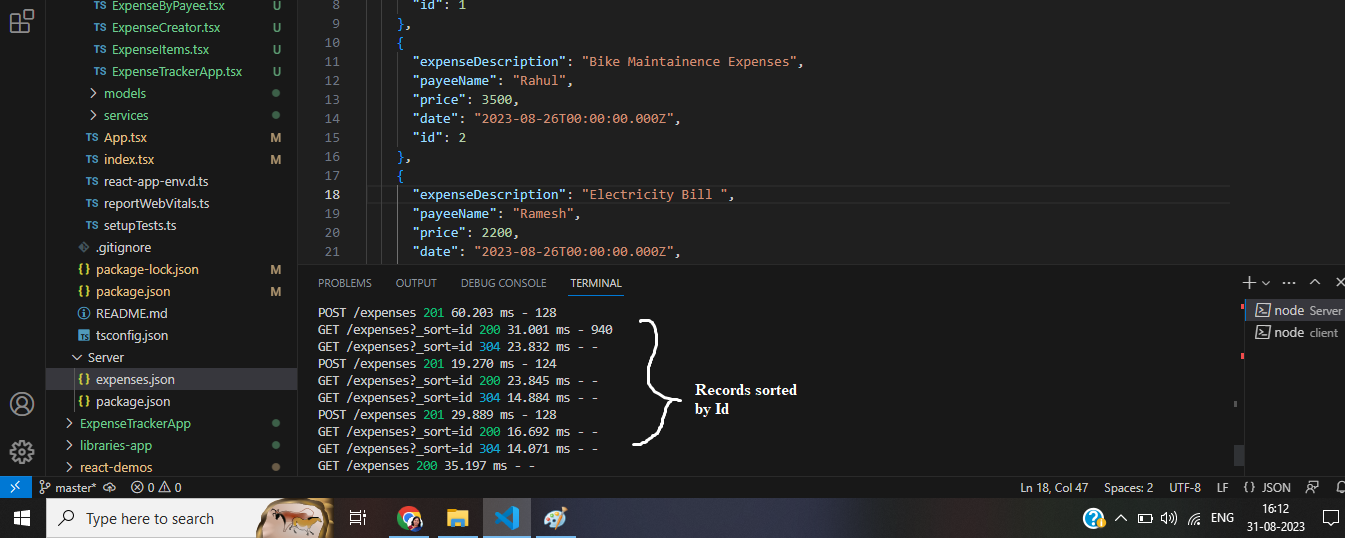 TS ExpenseByPayee.tsx U
TS ExpenseCreator.tsx U
TS ExpenseItems.tsx U
TS ExpenseTrackerApp.tsx U
models
services
TS App.tsx M
TS index.tsx M
TS react-app-env.d.ts
TS reportWebVitals.ts
TS setupTests.ts
.gitignore
{} package-lock.json M
{} package.json M
README.md
TS tsconfig.json
Server
{} expenses.json
{} package.json
ExpenseTrackerApp
libraries-app
react-demos
8 "id": 1
9 },
10 {
11 "expenseDescription": "Bike Maintainence Expenses",
12 "payeeName": "Rahul",
13 "price": 3500,
14 "date": "2023-08-26T00:00:00.000Z",
15 "id": 2
16 },
17 {
18 "expenseDescription": "Electricity Bill ",
19 "payeeName": "Ramesh",
20 "price": 2200,
21 "date": "2023-08-26T00:00:00.000Z",
PROBLEMS OUTPUT DEBUG CONSOLE TERMINAL
POST /expenses 201 60.203 ms - 128
GET /expenses?_sort=id 200 31.001 ms - 940
GET /expenses?_sort=id 304 23.832 ms - -
POST /expenses 201 19.270 ms - 124
GET /expenses?_sort=id 200 23.845 ms - -
GET /expenses?_sort=id 304 14.884 ms - -
POST /expenses 201 29.889 ms - 128
GET /expenses?_sort=id 200 16.692 ms - -
GET /expenses?_sort=id 304 14.071 ms - -
GET /expenses 200 35.197 ms - -
Records sorted
by Id
node Server
node client
master* 0 0 Ln 18, Col 47 Spaces: 2 UTF-8 LF {} JSON
Type here to search ENG 16:12
31-08-2023